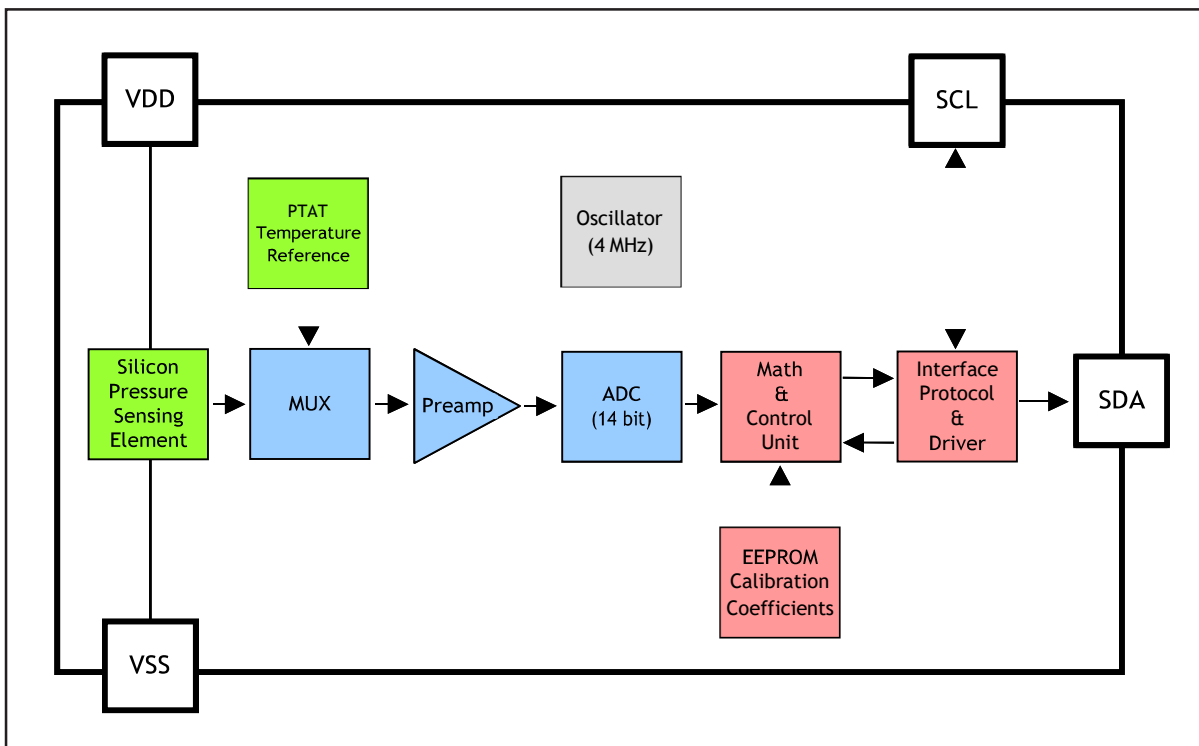 VDD
SCL
PTAT
Temperature
Reference
Oscillator
(4 MHz)
Silicon
Pressure
Sensing
Element
MUX
Preamp
ADC
(14 bit)
Math
&
Control
Unit
Interface
Protocol
&
Driver
SDA
EEPROM
Calibration
Coefficients
VSS